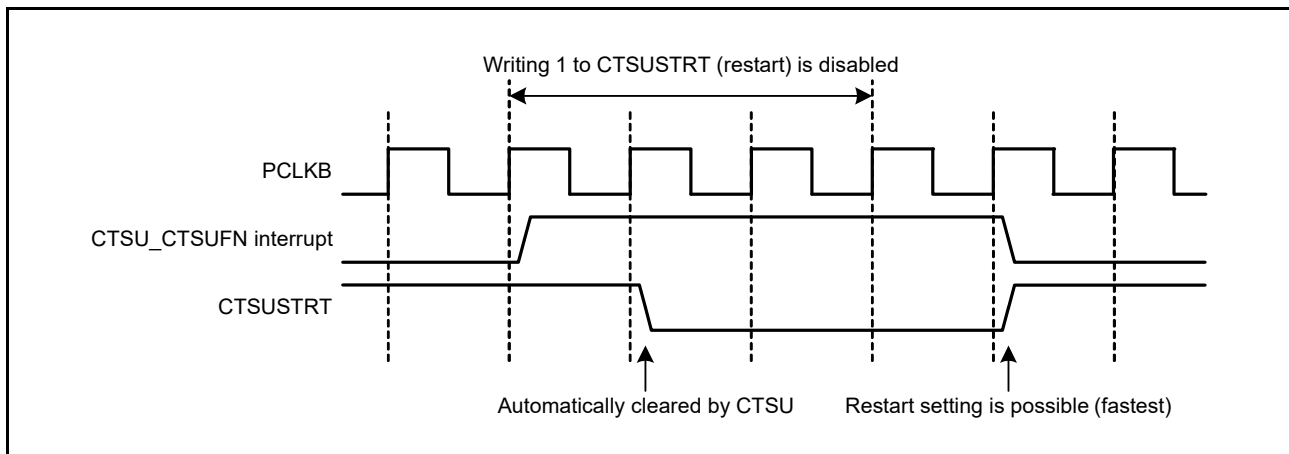 Writing 1 to CTSUSTRT (restart) is disabled
PCLKB
CTSU_CTSUFN interrupt
CTSUSTRT
Automatically cleared by CTSU
Restart setting is possible (fastest)